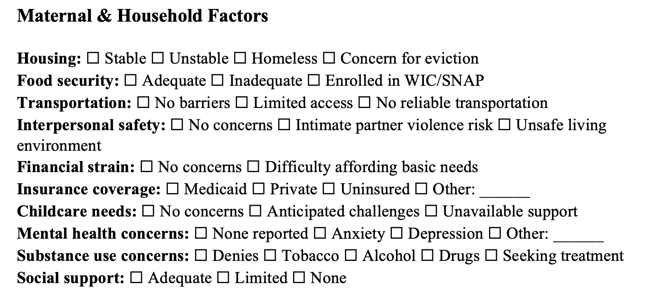 Maternal & Household Factors
Housing: ☐ Stable ☐ Unstable ☐ Homeless ☐ Concern for eviction
Food security: ☐ Adequate ☐ Inadequate ☐ Enrolled in WIC/SNAP
Transportation: ☐ No barriers ☐ Limited access ☐ No reliable transportation
Interpersonal safety: ☐ No concerns ☐ Intimate partner violence risk ☐ Unsafe living
environment
Financial strain: ☐ No concerns ☐ Difficulty affording basic needs
Insurance coverage: ☐ Medicaid ☐ Private ☐ Uninsured ☐ Other: ______
Childcare needs: ☐ No concerns ☐ Anticipated challenges ☐ Unavailable support
Mental health concerns: ☐ None reported ☐ Anxiety ☐ Depression ☐ Other: ______
Substance use concerns: ☐ Denies ☐ Tobacco ☐ Alcohol ☐ Drugs ☐ Seeking treatment
Social support: ☐ Adequate ☐ Limited ☐ None